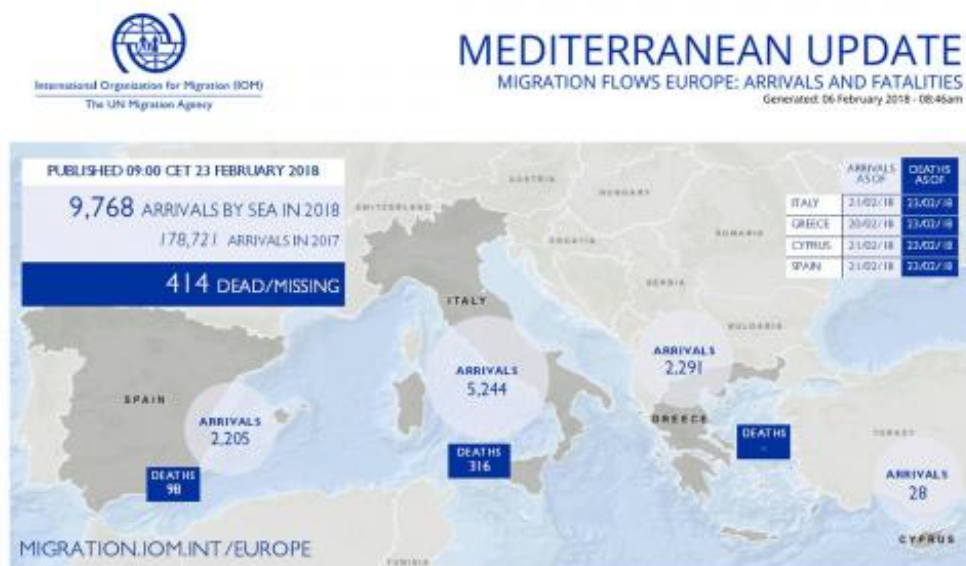 International Organization for Migration (IOM)
The UN Migration Agency
MEDITERRANEAN UPDATE
MIGRATION FLOWS EUROPE: ARRIVALS AND FATALITIES
Generated: 06 February 2018 - 08:46am
PUBLISHED 09:00 CET 23 FEBRUARY 2018
9,768 ARRIVALS BY SEA IN 2018
178,721 ARRIVALS IN 2017
414 DEAD/MISSING
ARRIVALS AS OF
DEATHS AS OF
ITALY 21/02/18 23/02/18
GREECE 20/02/18 23/02/18
CYPRUS 21/02/18 23/02/18
SPAIN 21/02/18 23/02/18
AUSTRIA
HUNGARY
SWITZERLAND
CROATIA
ROMANIA
SERBIA
BULGARIA
ITALY
ARRIVALS
5,244
ARRIVALS
2,291
SPAIN
ARRIVALS
2,205
GREECE
DEATHS
-
TURKEY
DEATHS
316
DEATHS
98
ARRIVALS
28
CYPRUS
MIGRATION.IOM.INT/EUROPE
TUNISIA